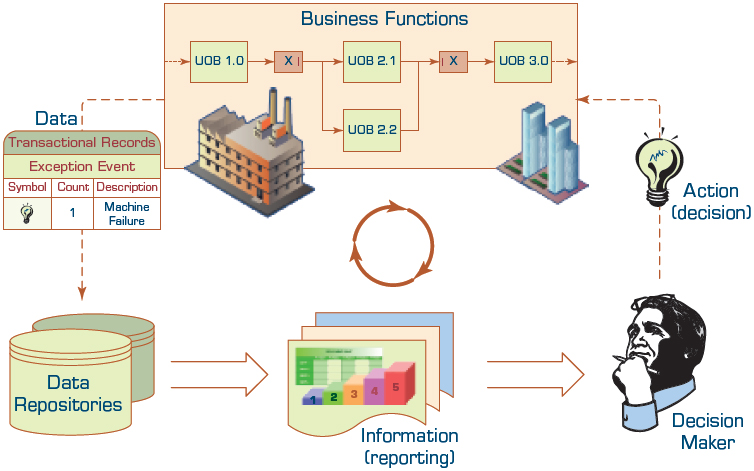 Business Functions
UOB 1.0
X
UOB 2.1
X
UOB 3.0
UOB 2.2
Data
Transactional Records
Exception Event
Symbol Count Description
1 Machine
Failure
Action
(decision)
Data
Repositories
1 2 3 4 5
Information
(reporting)
Decision
Maker